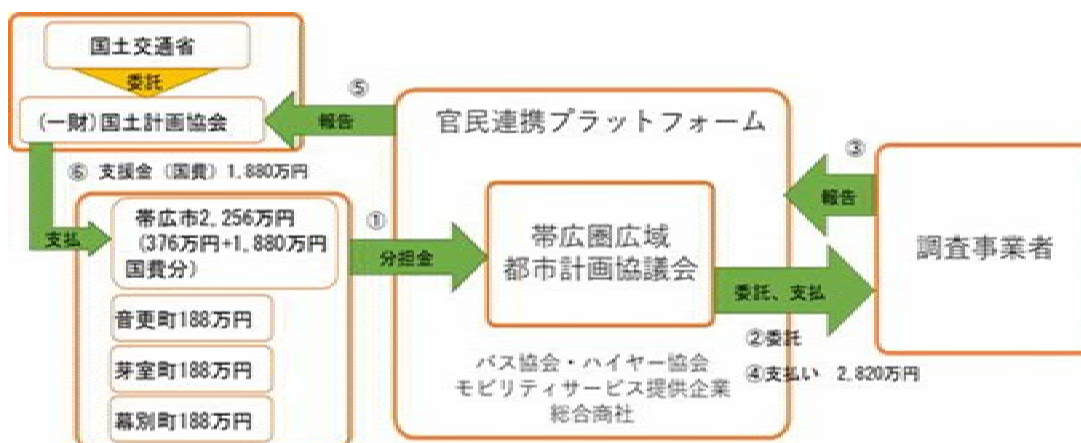 国土交通省
委託
(一財)国土計画協会
⑤
報告
⑥ 支援金（国費）1,880万円
支払
帯広市2,256万円
(376万円+1,880万円
国費分)
音更町188万円
芽室町188万円
幕別町188万円
①
分担金
官民連携プラットフォーム
帯広圏広域
都市計画協議会
バス協会・ハイヤー協会
モビリティサービス提供企業
総合商社
③
報告
調査事業者
委託、支払
②委託
④支払い 2,820万円